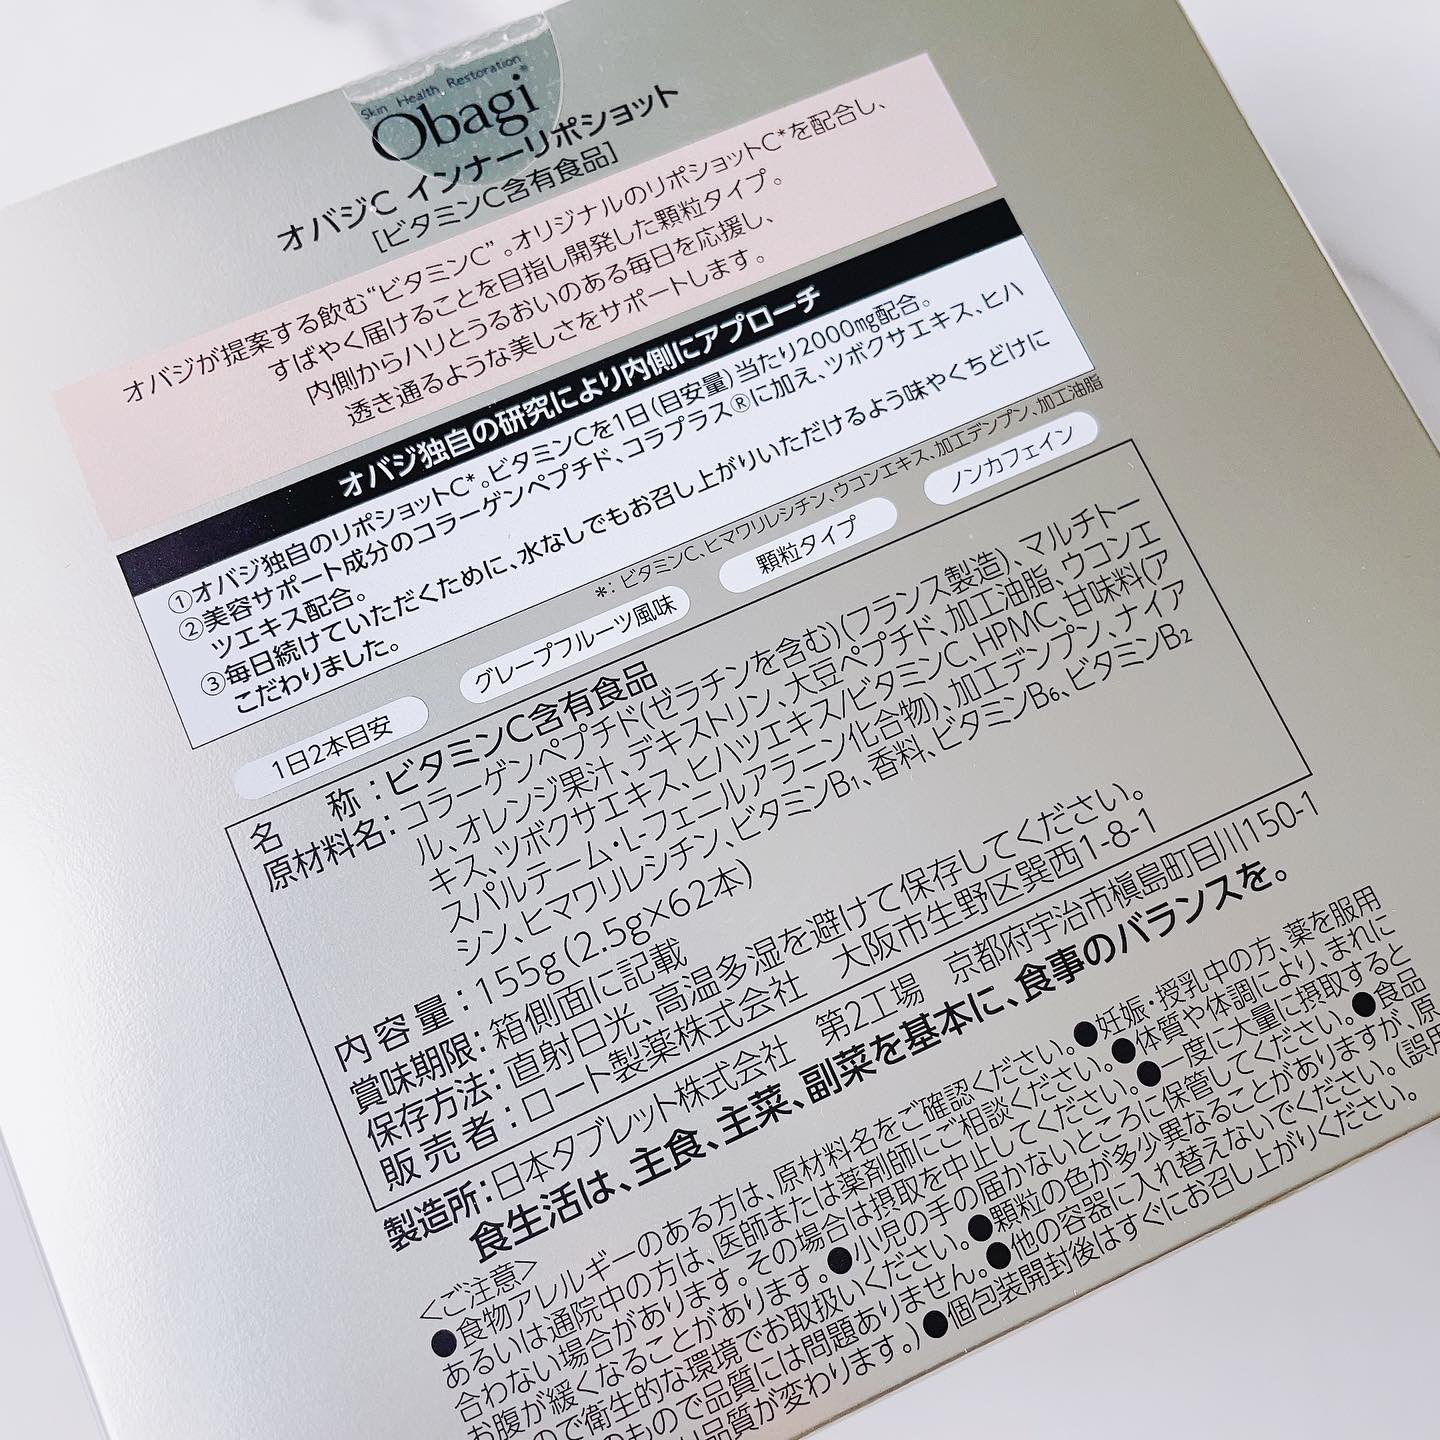 Skin Health Restoration
Obagi®
オバジC インナーリポショット
[ビタミンC含有食品]
オバジが提案する飲む“ビタミンC”。オリジナルのリポショットC*を配合し、
すばやく届けることを目指し開発した顆粒タイプ。
内側からハリとうるおいのある毎日を応援し、
透き通るような美しさをサポートします。
オバジ独自の研究により内側にアプローチ
①オバジ独自のリポショットC*。ビタミンCを1日(目安量)当たり2000mg配合。
②美容サポート成分のコラーゲンペプチド、コラプラス®に加え、ツボクサエキス、ヒハ
ツエキス配合。
③毎日続けていただくために、水なしでもお召し上がりいただけるよう味やくちどけに
こだわりました。
*:ビタミンC、ヒマワリレシチン、ウコンエキス、加工デンプン、加工油脂
1日2本目安
グレープフルーツ風味
顆粒タイプ
ノンカフェイン
名称:ビタミンC含有食品
原材料名:コラーゲンペプチド(ゼラチンを含む)(フランス製造)、マルチトー
ル、オレンジ果汁、デキストリン、大豆ペプチド、加工油脂、ウコンエ
キス、ツボクサエキス、ヒハツエキス/ビタミンC、HPMC、甘味料(ア
スパルテーム・L-フェニルアラニン化合物)、加工デンプン、ナイア
シン、ヒマワリレシチン、ビタミンB₁、香料、ビタミンB₆、ビタミンB₂
内容量:155g(2.5g×62本)
賞味期限:箱側面に記載
保存方法:直射日光、高温多湿を避けて保存してください。
販売者:ロート製薬株式会社 大阪市生野区巽西1-8-1
製造所:日本タブレット株式会社 第2工場 京都府宇治市槇島町目川150-1
食生活は、主食、主菜、副菜を基本に、食事のバランスを。
<ご注意>
●食物アレルギーのある方は、原材料名をご確認ください。●妊娠・授乳中の方、薬を服用
あるいは通院中の方は、医師または薬剤師にご相談ください。●体質や体調により、まれに
合わない場合があります。その場合は摂取を中止してください。●一度に大量に摂取すると
お腹が緩くなることがあります。●小児の手の届かないところに保管してください。●食品
ので衛生的な環境でお取扱いください。●顆粒の色が多少異なることがありますが、原
のもので品質には問題ありません。●他の容器に入れ替えないでください。(誤用
品質が変わります。)●個包装開封後はすぐにお召し上がりください。